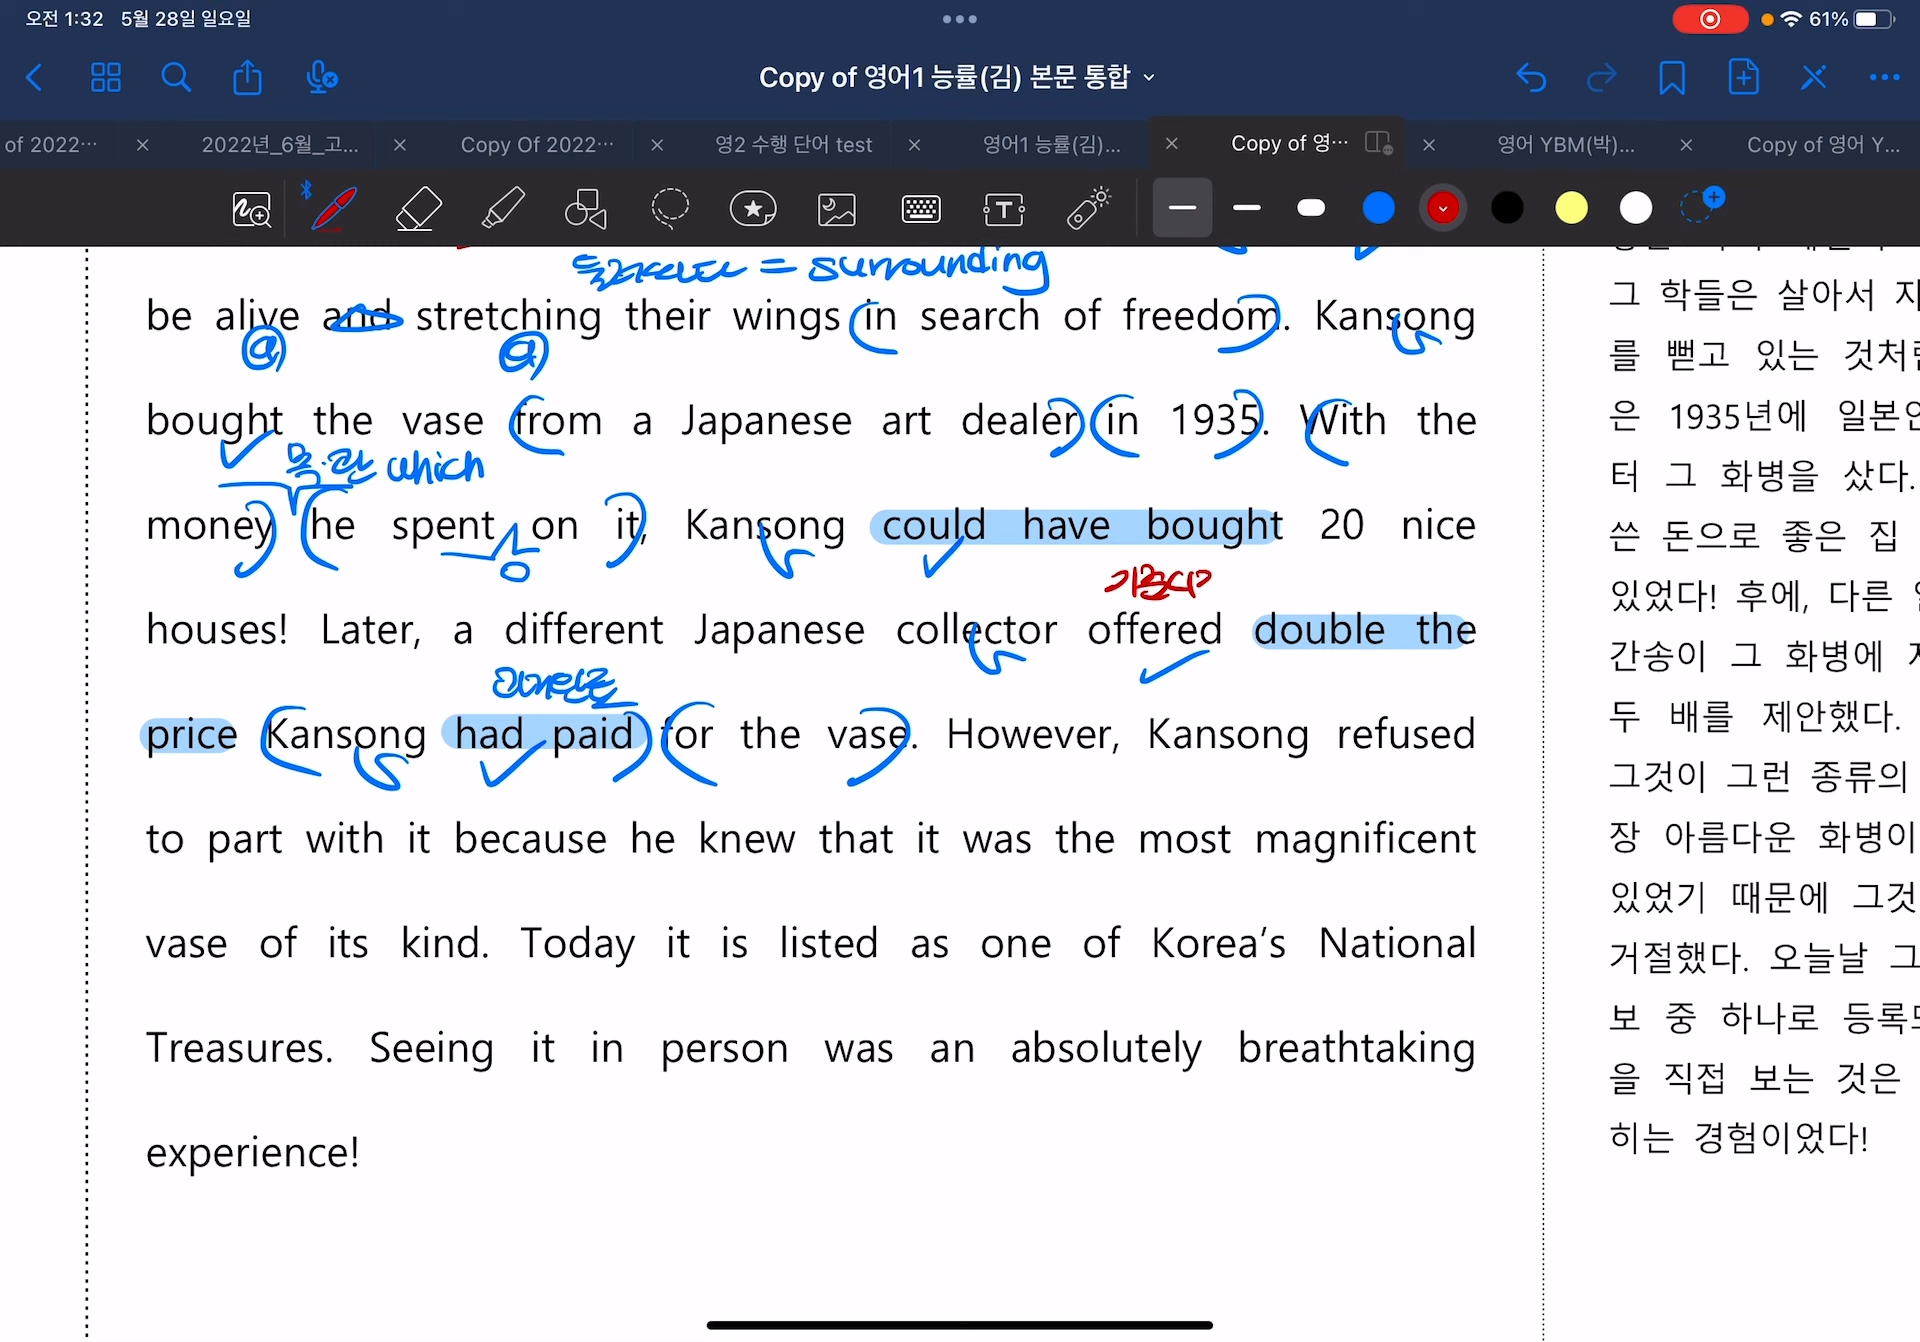 오전 1:32 5월 28일 일요일
61%
Copy of 영어1 능률(김) 본문 통합
of 2022…
2022년_6월_고...
Copy Of 2022…
영2 수행 단어 test
영어1 능률(김)...
Copy of 영…
영어 YBM(박)...
Copy of 영어 Y...
= surrounding
be alive and stretching their wings in search of freedom. Kansong
ⓐ ⓐ
bought the vase from a Japanese art dealer in 1935. With the
목·관 which
money he spent on it, Kansong could have bought 20 nice
houses! Later, a different Japanese collector offered double the
price Kansong had paid for the vase. However, Kansong refused
to part with it because he knew that it was the most magnificent
vase of its kind. Today it is listed as one of Korea's National
Treasures. Seeing it in person was an absolutely breathtaking
experience!
그 학들은 살아서
를 뻗고 있는 것처럼
은 1935년에
터 그 화병을 샀다.
쓴 돈으로 좋은 집
있었다! 후에, 다른
간송이 그 화병에
두 배를 제안했다.
그것이 그런 종류의
장 아름다운 화병이
있었기 때문에 그것
거절했다. 오늘날 그
보 중 하나로
을 직접 보는 것은
히는 경험이었다!